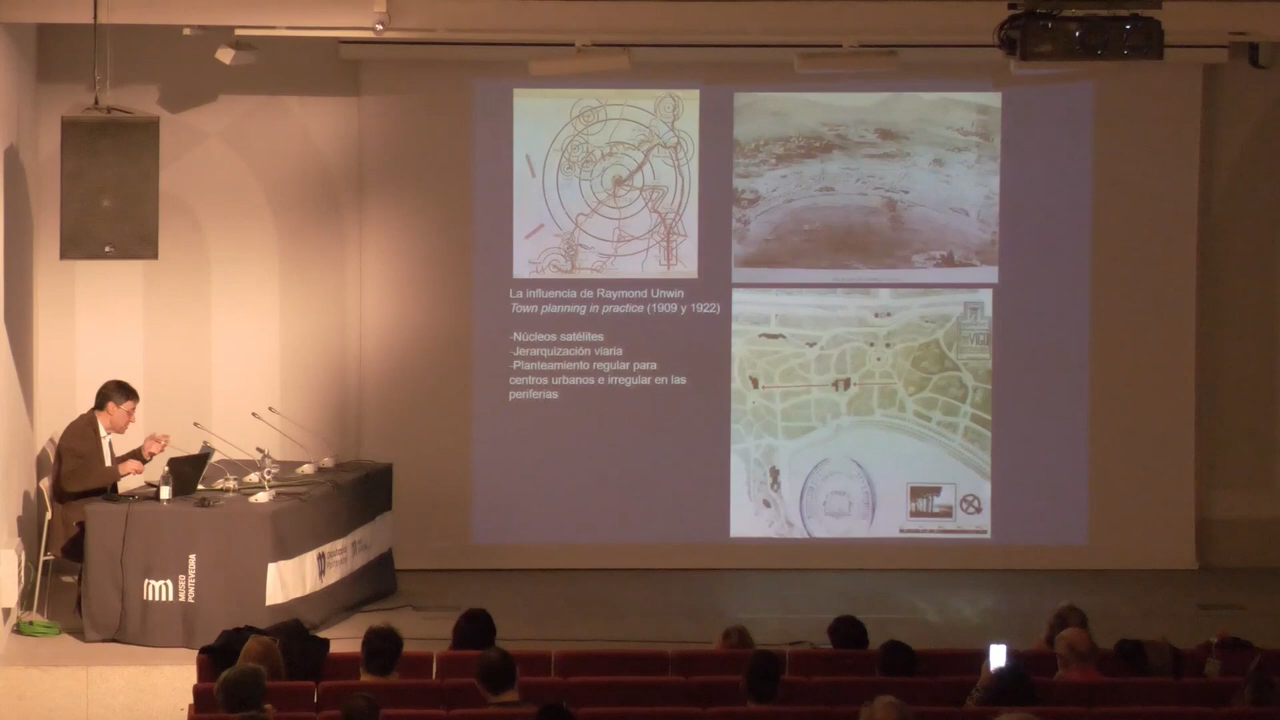 La influencia de Raymond Unwin
Town planning in practice (1909 y 1922)
-Núcleos satélites
-Jerarquización viaria
-Planteamiento regular para
centros urbanos e irregular en las
periferias
VIGO
MUSEO
PONTEVEDRA